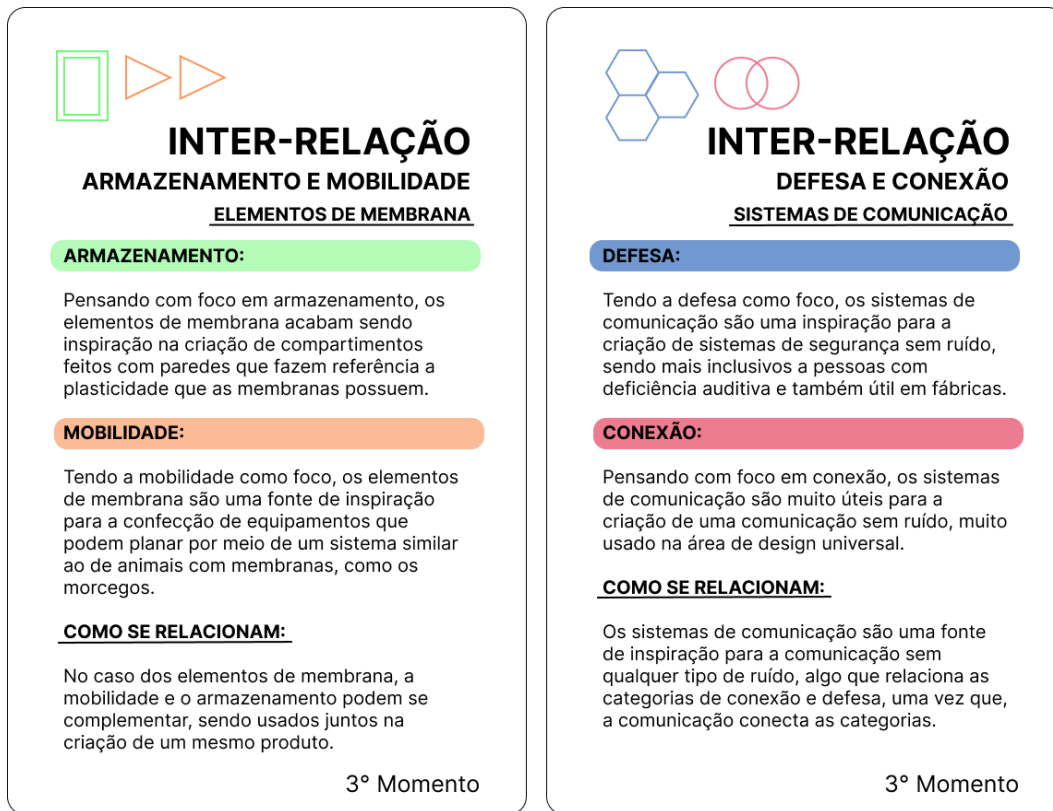 INTER-RELAÇÃO
ARMAZENAMENTO E MOBILIDADE
ELEMENTOS DE MEMBRANA
ARMAZENAMENTO:
Pensando com foco em armazenamento, os
elementos de membrana acabam sendo
inspiração na criação de compartimentos
feitos com paredes que fazem referência a
plasticidade que as membranas possuem.
MOBILIDADE:
Tendo a mobilidade como foco, os elementos
de membrana são uma fonte de inspiração
para a confecção de equipamentos que
podem planar por meio de um sistema similar
ao de animais com membranas, como os
morcegos.
COMO SE RELACIONAM:
No caso dos elementos de membrana, a
mobilidade e o armazenamento podem se
complementar, sendo usados juntos na
criação de um mesmo produto.
3° Momento
INTER-RELAÇÃO
DEFESA E CONEXÃO
SISTEMAS DE COMUNICAÇÃO
DEFESA:
Tendo a defesa como foco, os sistemas de
comunicação são uma inspiração para a
criação de sistemas de segurança sem ruído,
sendo mais inclusivos a pessoas com
deficiência auditiva e também útil em fábricas.
CONEXÃO:
Pensando com foco em conexão, os sistemas
de comunicação são muito úteis para a
criação de uma comunicação sem ruído, muito
usado na área de design universal.
COMO SE RELACIONAM:
Os sistemas de comunicação são uma fonte
de inspiração para a comunicação sem
qualquer tipo de ruído, algo que relaciona as
categorias de conexão e defesa, uma vez que,
a comunicação conecta as categorias.
3° Momento